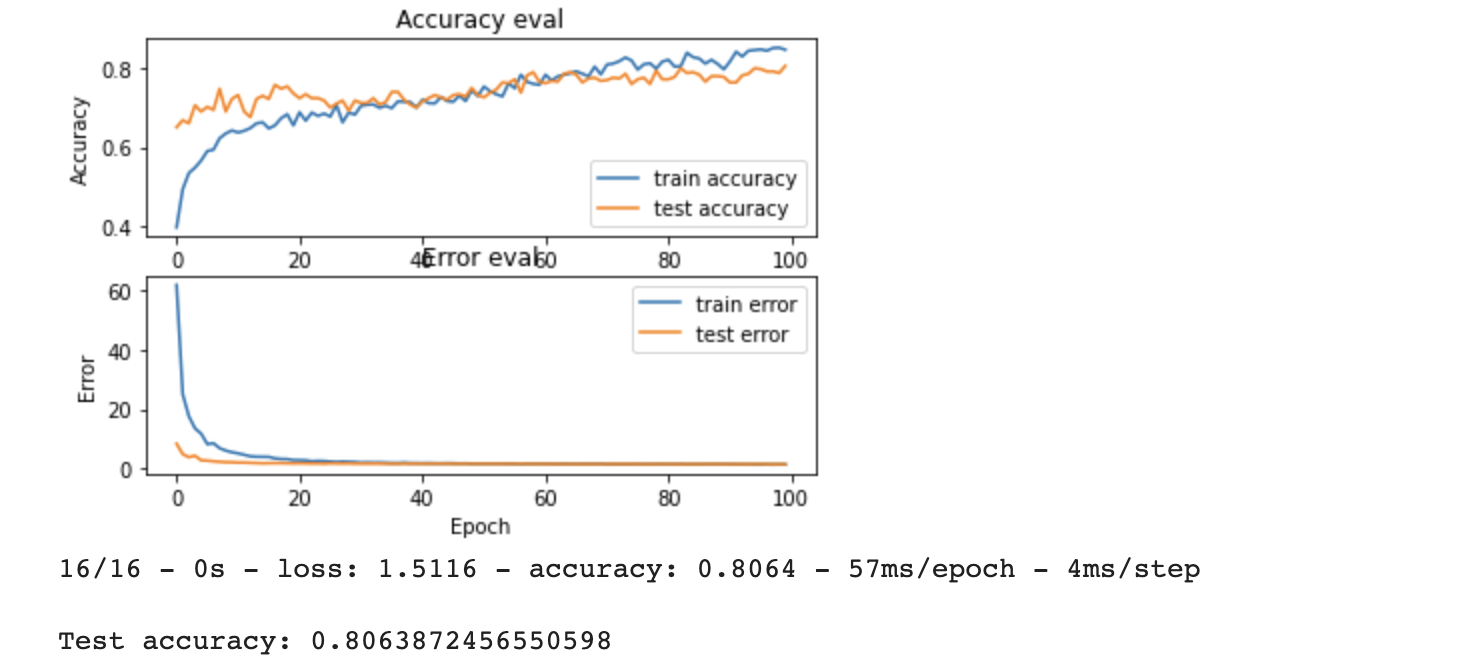 Accuracy eval
Accuracy
0.8
0.6
0.4
train accuracy
test accuracy
0 20 40 60 80 100
Error eval
Error
60
40
20
0
train error
test error
0 20 40 60 80 100
Epoch
16/16 - 0s - loss: 1.5116 - accuracy: 0.8064 - 57ms/epoch - 4ms/step
Test accuracy: 0.8063872456550598